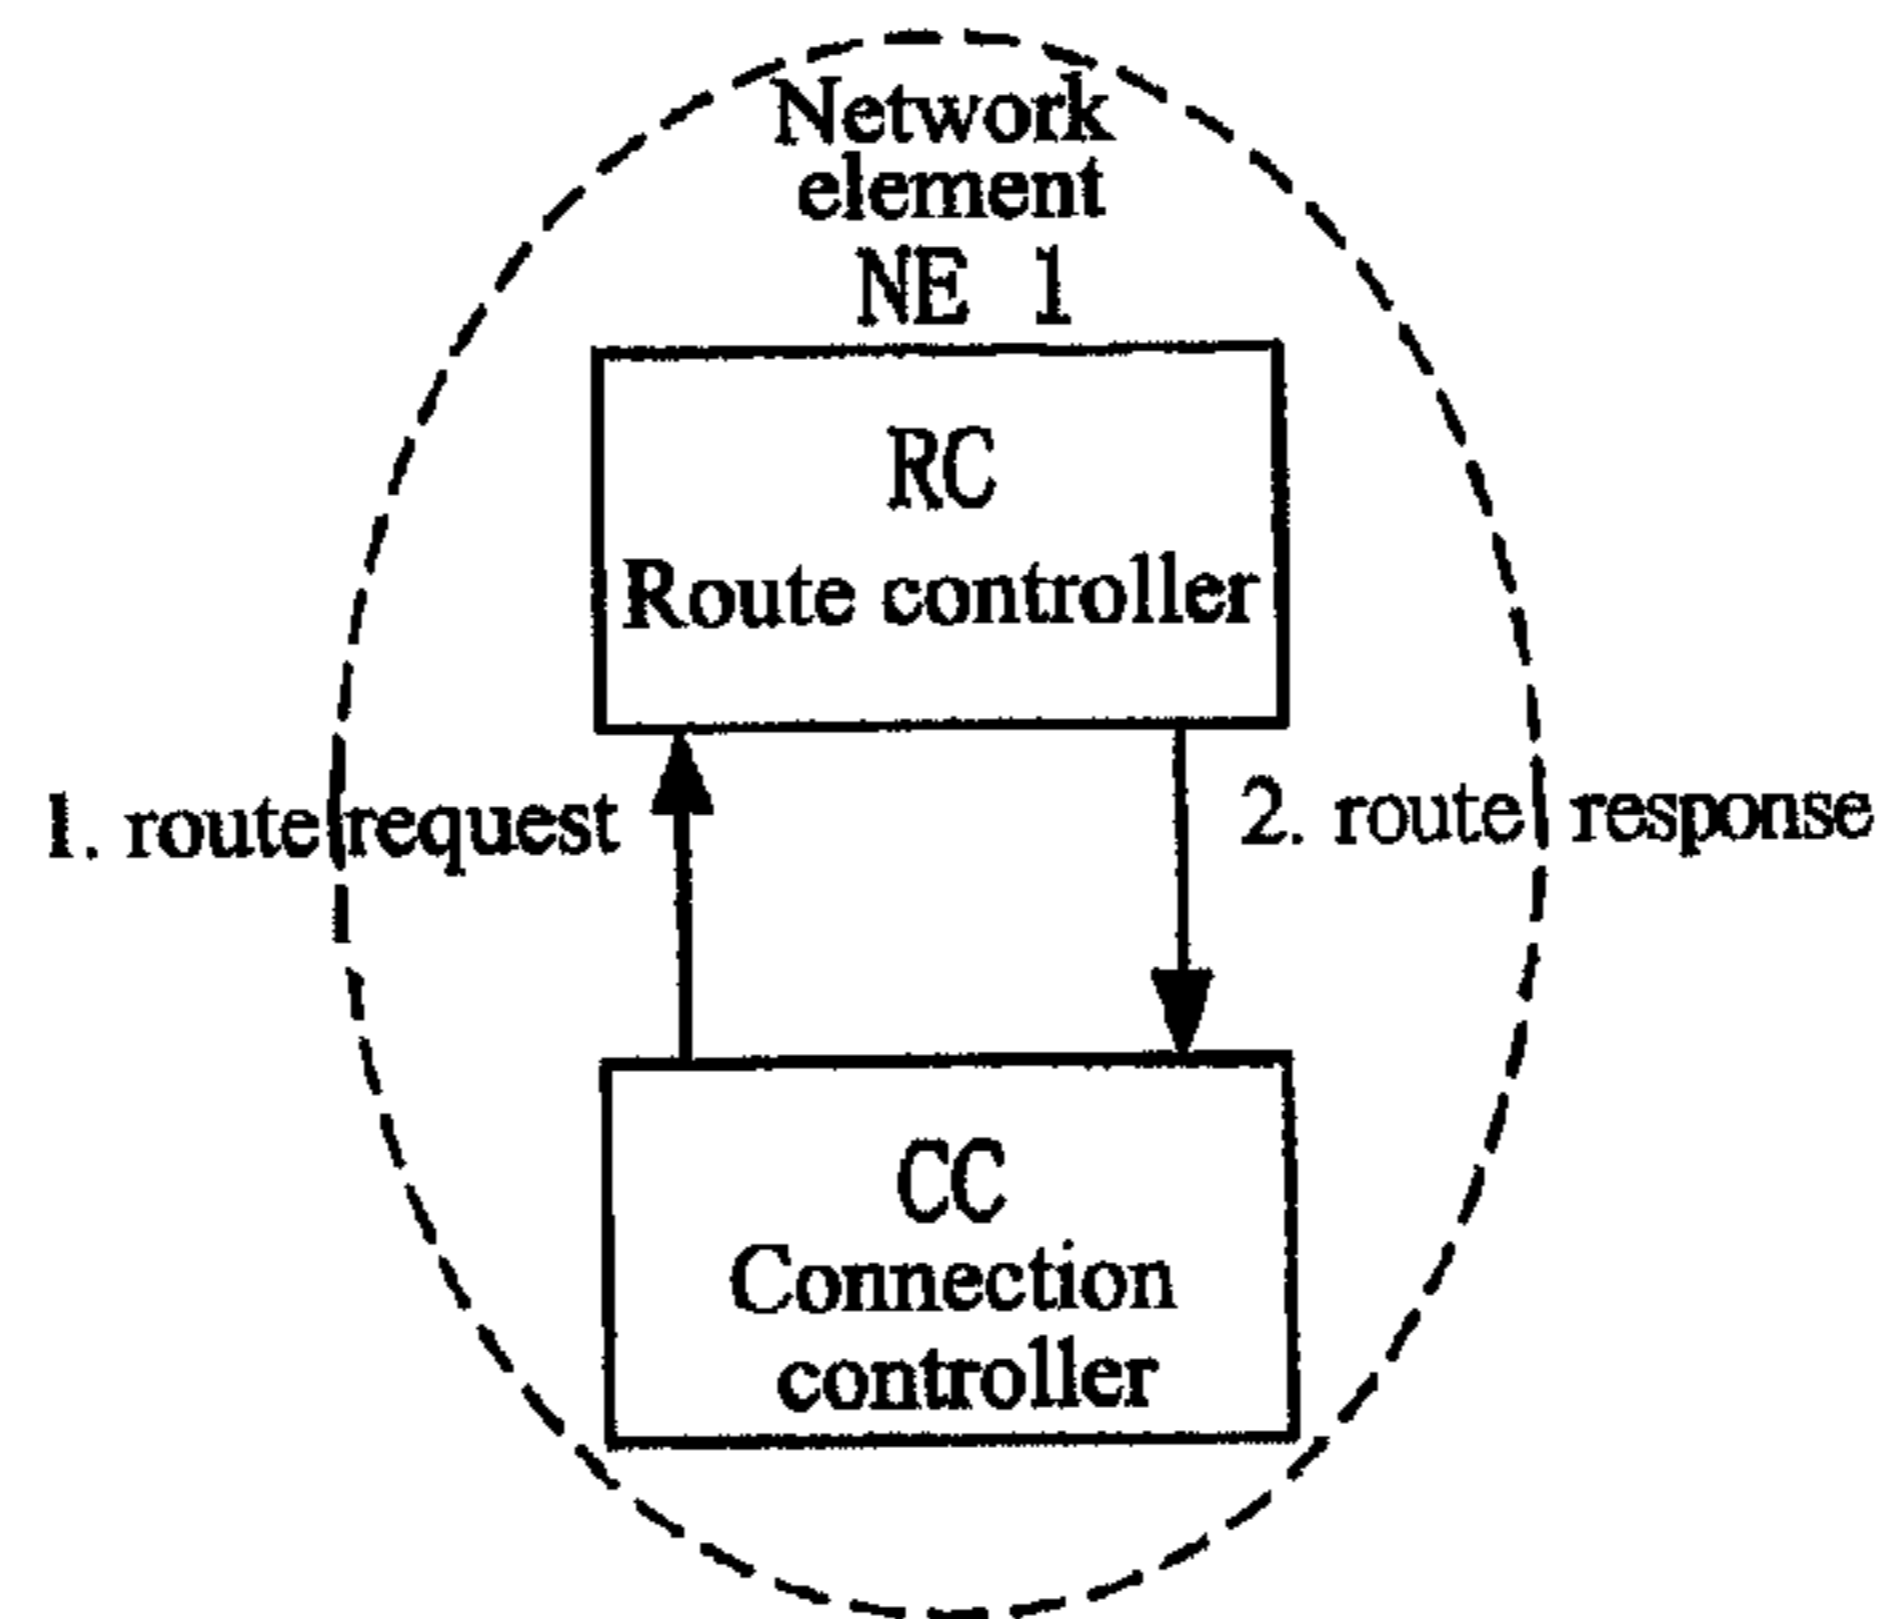 Network
element
NE 1
RC
Route controller
1. route request
2. route response
CC
Connection
controller